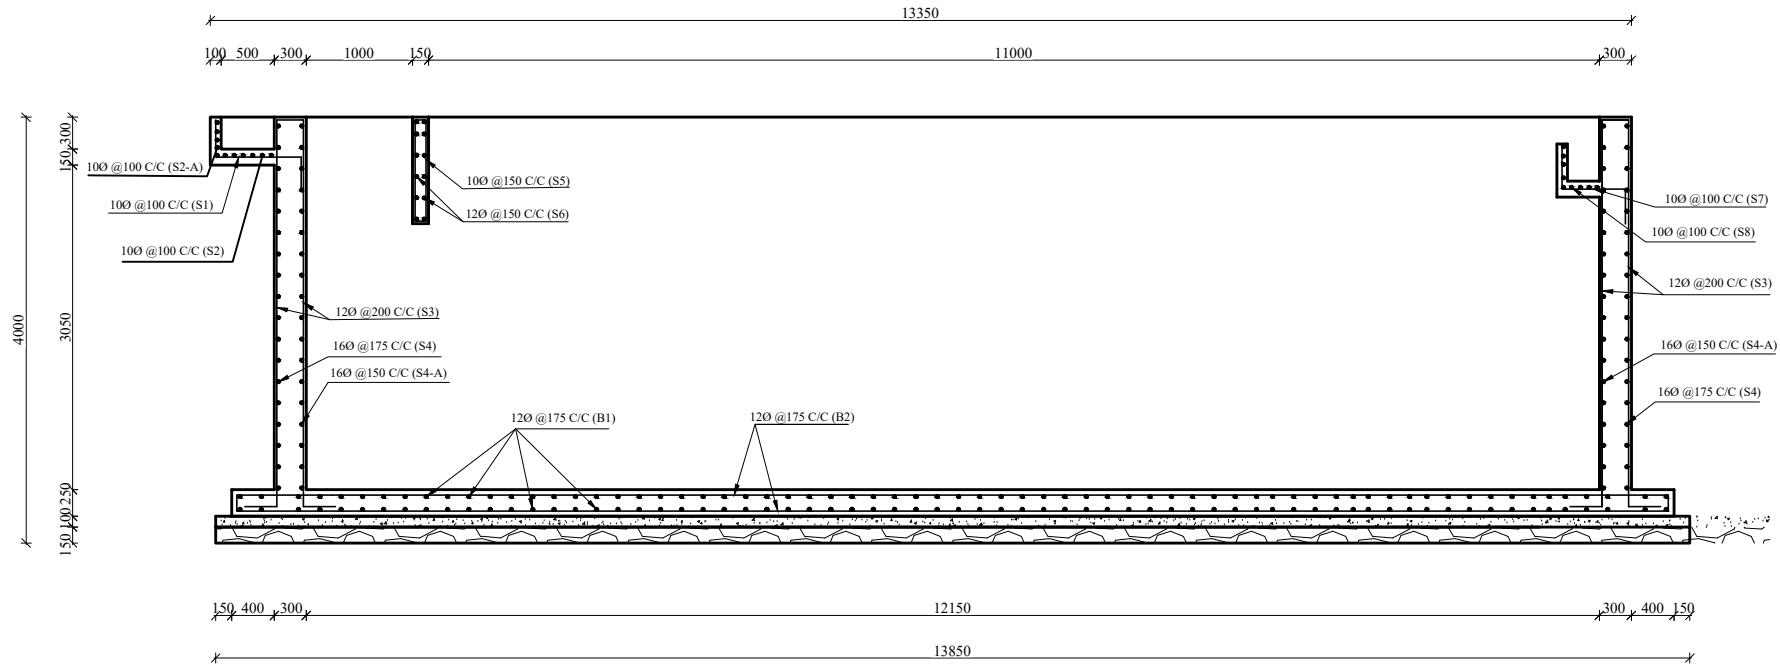 13350
100 500 300 1000 150 11000 300
4000
300
150
3050
250
100
150
10Ø @100 C/C (S2-A)
10Ø @100 C/C (S1)
10Ø @100 C/C (S2)
10Ø @150 C/C (S5)
12Ø @150 C/C (S6)
10Ø @100 C/C (S7)
10Ø @100 C/C (S8)
12Ø @200 C/C (S3)
12Ø @200 C/C (S3)
16Ø @175 C/C (S4)
16Ø @150 C/C (S4-A)
16Ø @150 C/C (S4-A)
16Ø @175 C/C (S4)
12Ø @175 C/C (B1)
12Ø @175 C/C (B2)
150 400 300 12150 300 400 150
13850